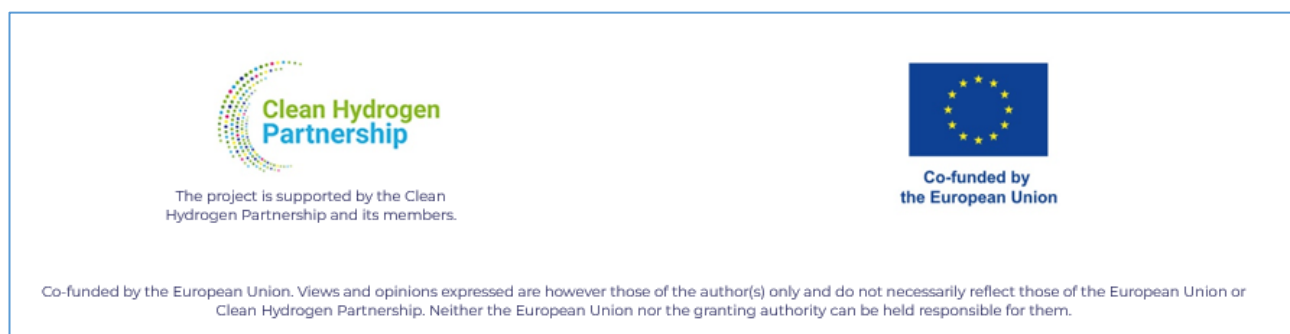 Clean Hydrogen
Partnership
The project is supported by the Clean
Hydrogen Partnership and its members.
Co-funded by
the European Union
Co-funded by the European Union. Views and opinions expressed are however those of the author(s) only and do not necessarily reflect those of the European Union or
Clean Hydrogen Partnership. Neither the European Union nor the granting authority can be held responsible for them.